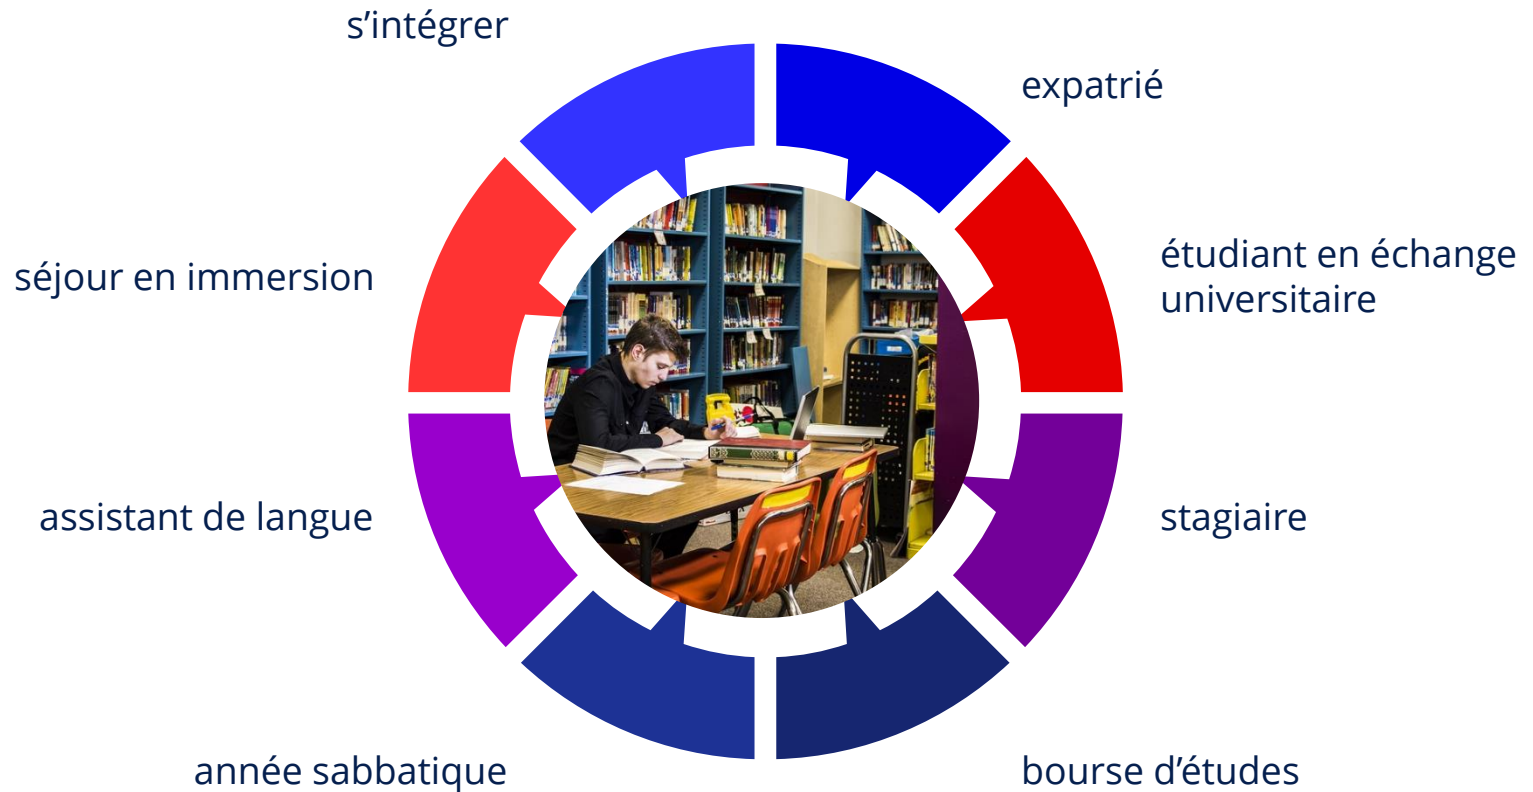 s’intégrer
expatrié
étudiant en échange
universitaire
séjour en immersion
assistant de langue
stagiaire
année sabbatique
bourse d’études